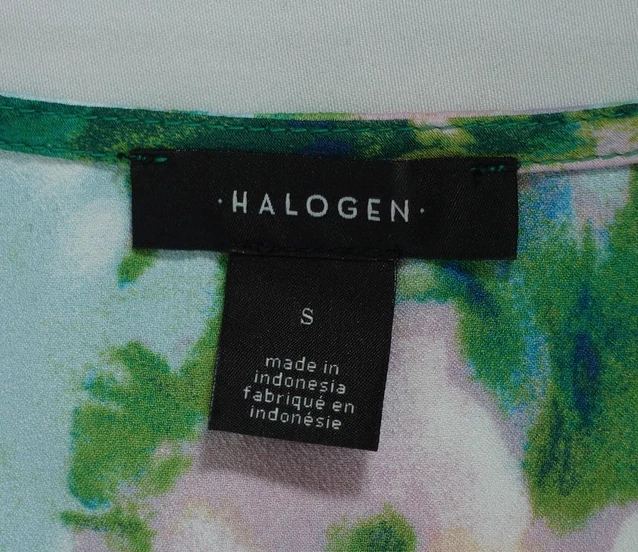 ·HALOGEN·
S
made in
indonesia
fabriqué en
indonésie